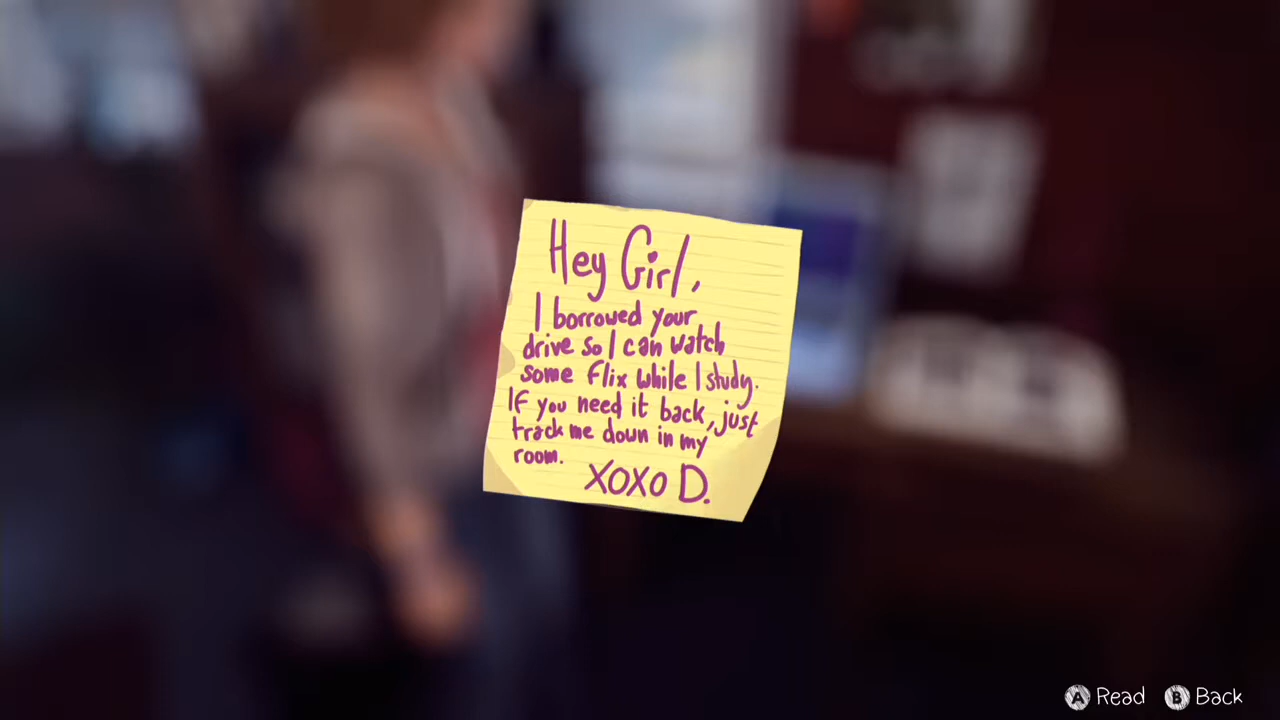 Hey Girl,
I borrowed your
drive so I can watch
some Flix while I study.
If you need it back, just
track me down in my
room.
XOXO D.
A Read B Back